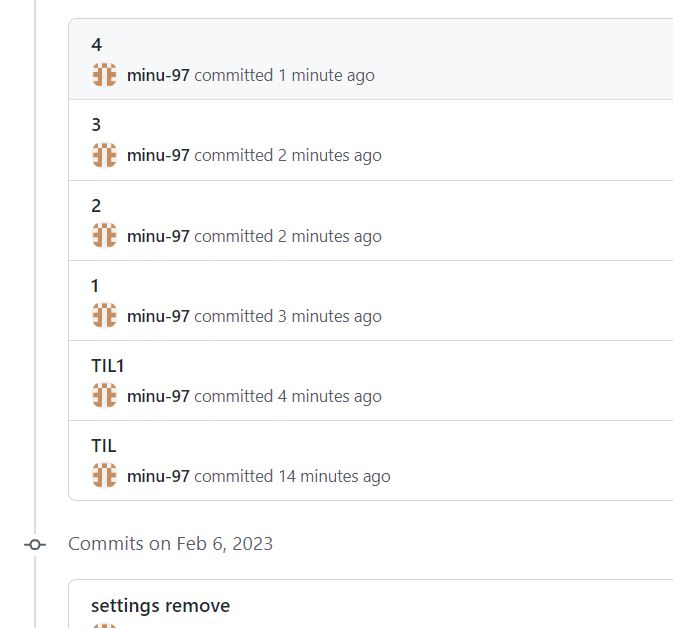 4
minu-97 committed 1 minute ago
3
minu-97 committed 2 minutes ago
2
minu-97 committed 2 minutes ago
1
minu-97 committed 3 minutes ago
TIL1
minu-97 committed 4 minutes ago
TIL
minu-97 committed 14 minutes ago
Commits on Feb 6, 2023
settings remove